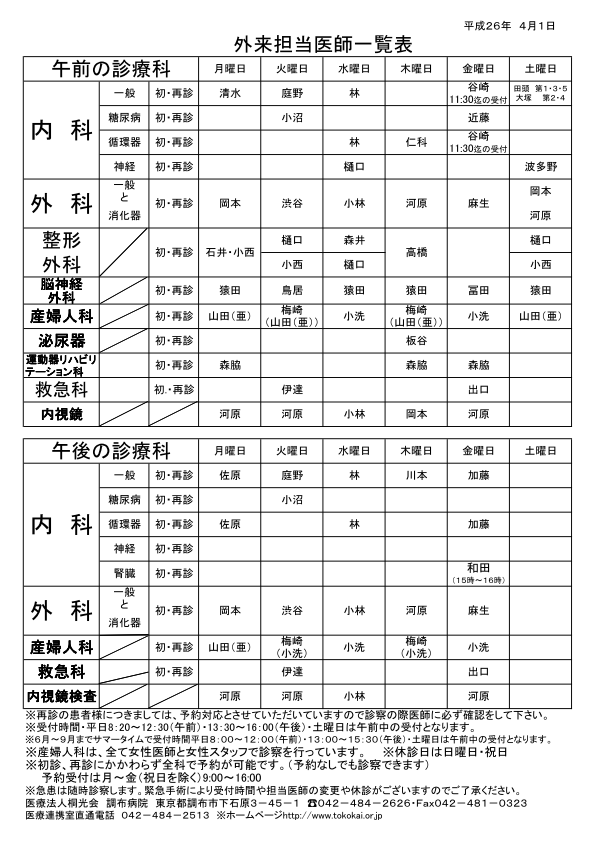 平成26年 4月1日
外来担当医師一覧表
午前の診療科 月曜日 火曜日 水曜日 木曜日 金曜日 土曜日
内 科 一般 初・再診 清水 庭野 林 谷崎 11:30迄の受付 田頭 第1・3・5 大塚 第2・4
糖尿病 初・再診 小沼 近藤
循環器 初・再診 林 仁科 谷崎 11:30迄の受付
神経 初・再診 樋口 波多野
外 科 一般と消化器 初・再診 岡本 渋谷 小林 河原 麻生 岡本 河原
整形外科 初・再診 石井・小西 樋口 小西 森井 樋口 高橋 樋口 小西
脳神経外科 初・再診 猿田 鳥居 猿田 猿田 冨田 猿田
産婦人科 初・再診 山田(亜) 梅崎(山田(亜)) 小洗 梅崎(山田(亜)) 小洗 山田(亜)
泌尿器 初・再診 板谷
運動器リハビリテーション科 初・再診 森脇 森脇 森脇
救急科 初.・再診 伊達 出口
内視鏡 河原 河原 小林 岡本 河原
午後の診療科 月曜日 火曜日 水曜日 木曜日 金曜日 土曜日
内 科 一般 初・再診 佐原 庭野 林 川本 加藤
糖尿病 初・再診 小沼
循環器 初・再診 佐原 林 加藤
神経 初・再診
腎臓 初・再診 和田 (15時~16時)
外 科 一般と消化器 初・再診 岡本 渋谷 小林 河原 麻生
産婦人科 初・再診 山田(亜) 梅崎(小洗) 小洗 梅崎(小洗) 小洗
救急科 初・再診 伊達 出口
内視鏡検査 河原 河原 小林 河原
※再診の患者様につきましては、予約対応とさせていただいていますので診察の際医師に必ず確認をして下さい。
※受付時間・平日8:20~12:30(午前)・13:30~16:00(午後)・土曜日は午前中の受付となります。
※6月~9月までサマータイムで受付時間平日8:00~12:00(午前)・13:00~15:30(午後)・土曜日は午前中の受付となります。
※産婦人科は、全て女性医師と女性スタッフで診察を行っています。 ※休診日は日曜日・祝日
※初診、再診にかかわらず全科で予約が可能です。(予約なしでも診察できます)
予約受付は月~金(祝日を除く)9:00~16:00
※急患は随時診察します。緊急手術により受付時間や担当医師の変更や休診がございますのでご了承ください。
医療法人桐光会 調布病院 東京都調布市下石原3-45-1 ☎042-484-2626・Fax042-481-0323
医療連携室直通電話 042-484-2513 ※ホームページhttp://www.tokokai.or.jp